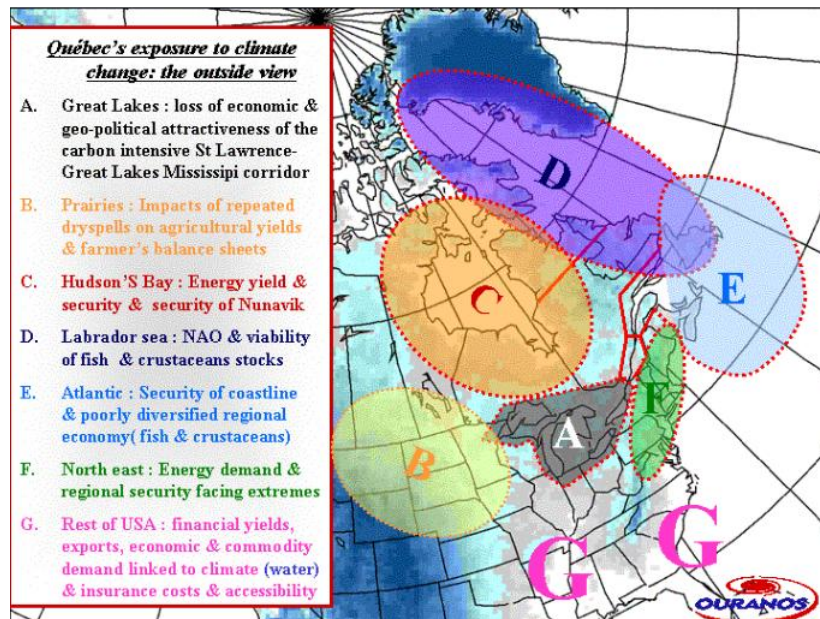 Québec's exposure to climate
change: the outside view
A. Great Lakes : loss of economic &
geo-political attractiveness of the
carbon intensive St Lawrence-
Great Lakes Mississipi corridor
B. Prairies : Impacts of repeated
dryspells on agricultural yields
& farmer's balance sheets
C. Hudson'S Bay : Energy yield &
security & security of Nunavik
D. Labrador sea : NAO & viability
of fish & crustaceans stocks
E. Atlantic : Security of coastline
& poorly diversified regional
economy( fish & crustaceans)
F. North east : Energy demand &
regional security facing extremes
G. Rest of USA : financial yields,
exports, economic & commodity
demand linked to climate (water)
& insurance costs & accessibility
D
E
C
F
A
B
G
G
OURANOS